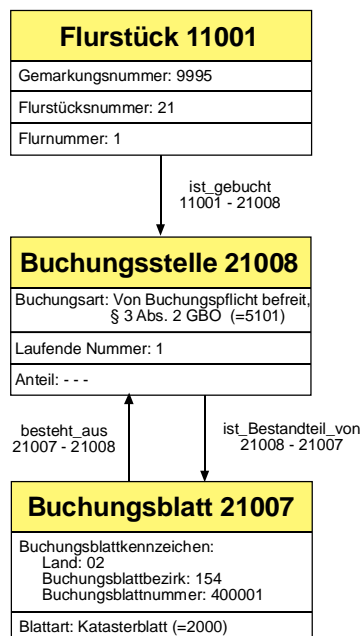 Flurstück 11001
Gemarkungsnummer: 9995
Flurstücksnummer: 21
Flurnummer: 1
ist_gebucht
11001 - 21008
Buchungsstelle 21008
Buchungsart: Von Buchungspflicht befreit,
§ 3 Abs. 2 GBO (=5101)
Laufende Nummer: 1
Anteil: - - -
besteht_aus
21007 - 21008
ist_Bestandteil_von
21008 - 21007
Buchungsblatt 21007
Buchungsblattkennzeichen:
Land: 02
Buchungsblattbezirk: 154
Buchungsblattnummer: 400001
Blattart: Katasterblatt (=2000)